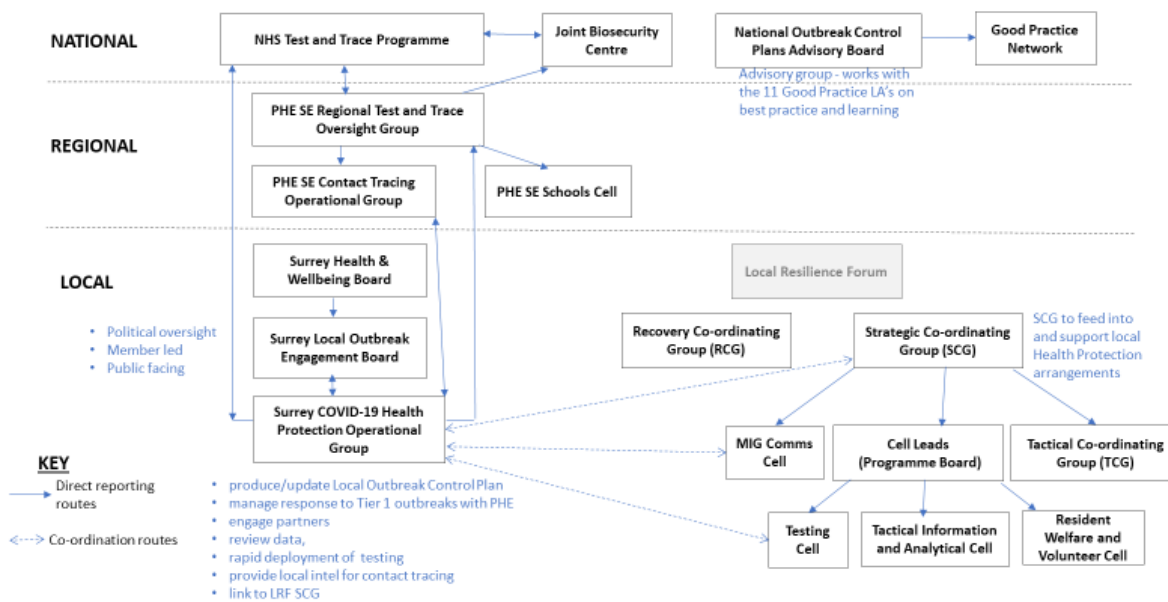 NATIONAL
NHS Test and Trace Programme
Joint Biosecurity
Centre
National Outbreak Control
Plans Advisory Board
Good Practice
Network
Advisory group - works with
the 11 Good Practice LA's on
best practice and learning
REGIONAL
PHE SE Regional Test and Trace
Oversight Group
PHE SE Contact Tracing
Operational Group
PHE SE Schools Cell
LOCAL
• Political oversight
• Member led
• Public facing
Surrey Health &
Wellbeing Board
Surrey Local Outbreak
Engagement Board
Surrey COVID-19 Health
Protection Operational
Group
Local Resilience Forum
Recovery Co-ordinating
Group (RCG)
Strategic Co-ordinating
Group (SCG)
SCG to feed into
and support local
Health Protection
arrangements
MIG Comms
Cell
Cell Leads
(Programme Board)
Tactical Co-ordinating
Group (TCG)
Testing
Cell
Tactical Information
and Analytical Cell
Resident
Welfare and
Volunteer Cell
KEY
Direct reporting
routes
Co-ordination routes
• produce/update Local Outbreak Control Plan
• manage response to Tier 1 outbreaks with PHE
• engage partners
• review data,
• rapid deployment of testing
• provide local intel for contact tracing
• link to LRF SCG